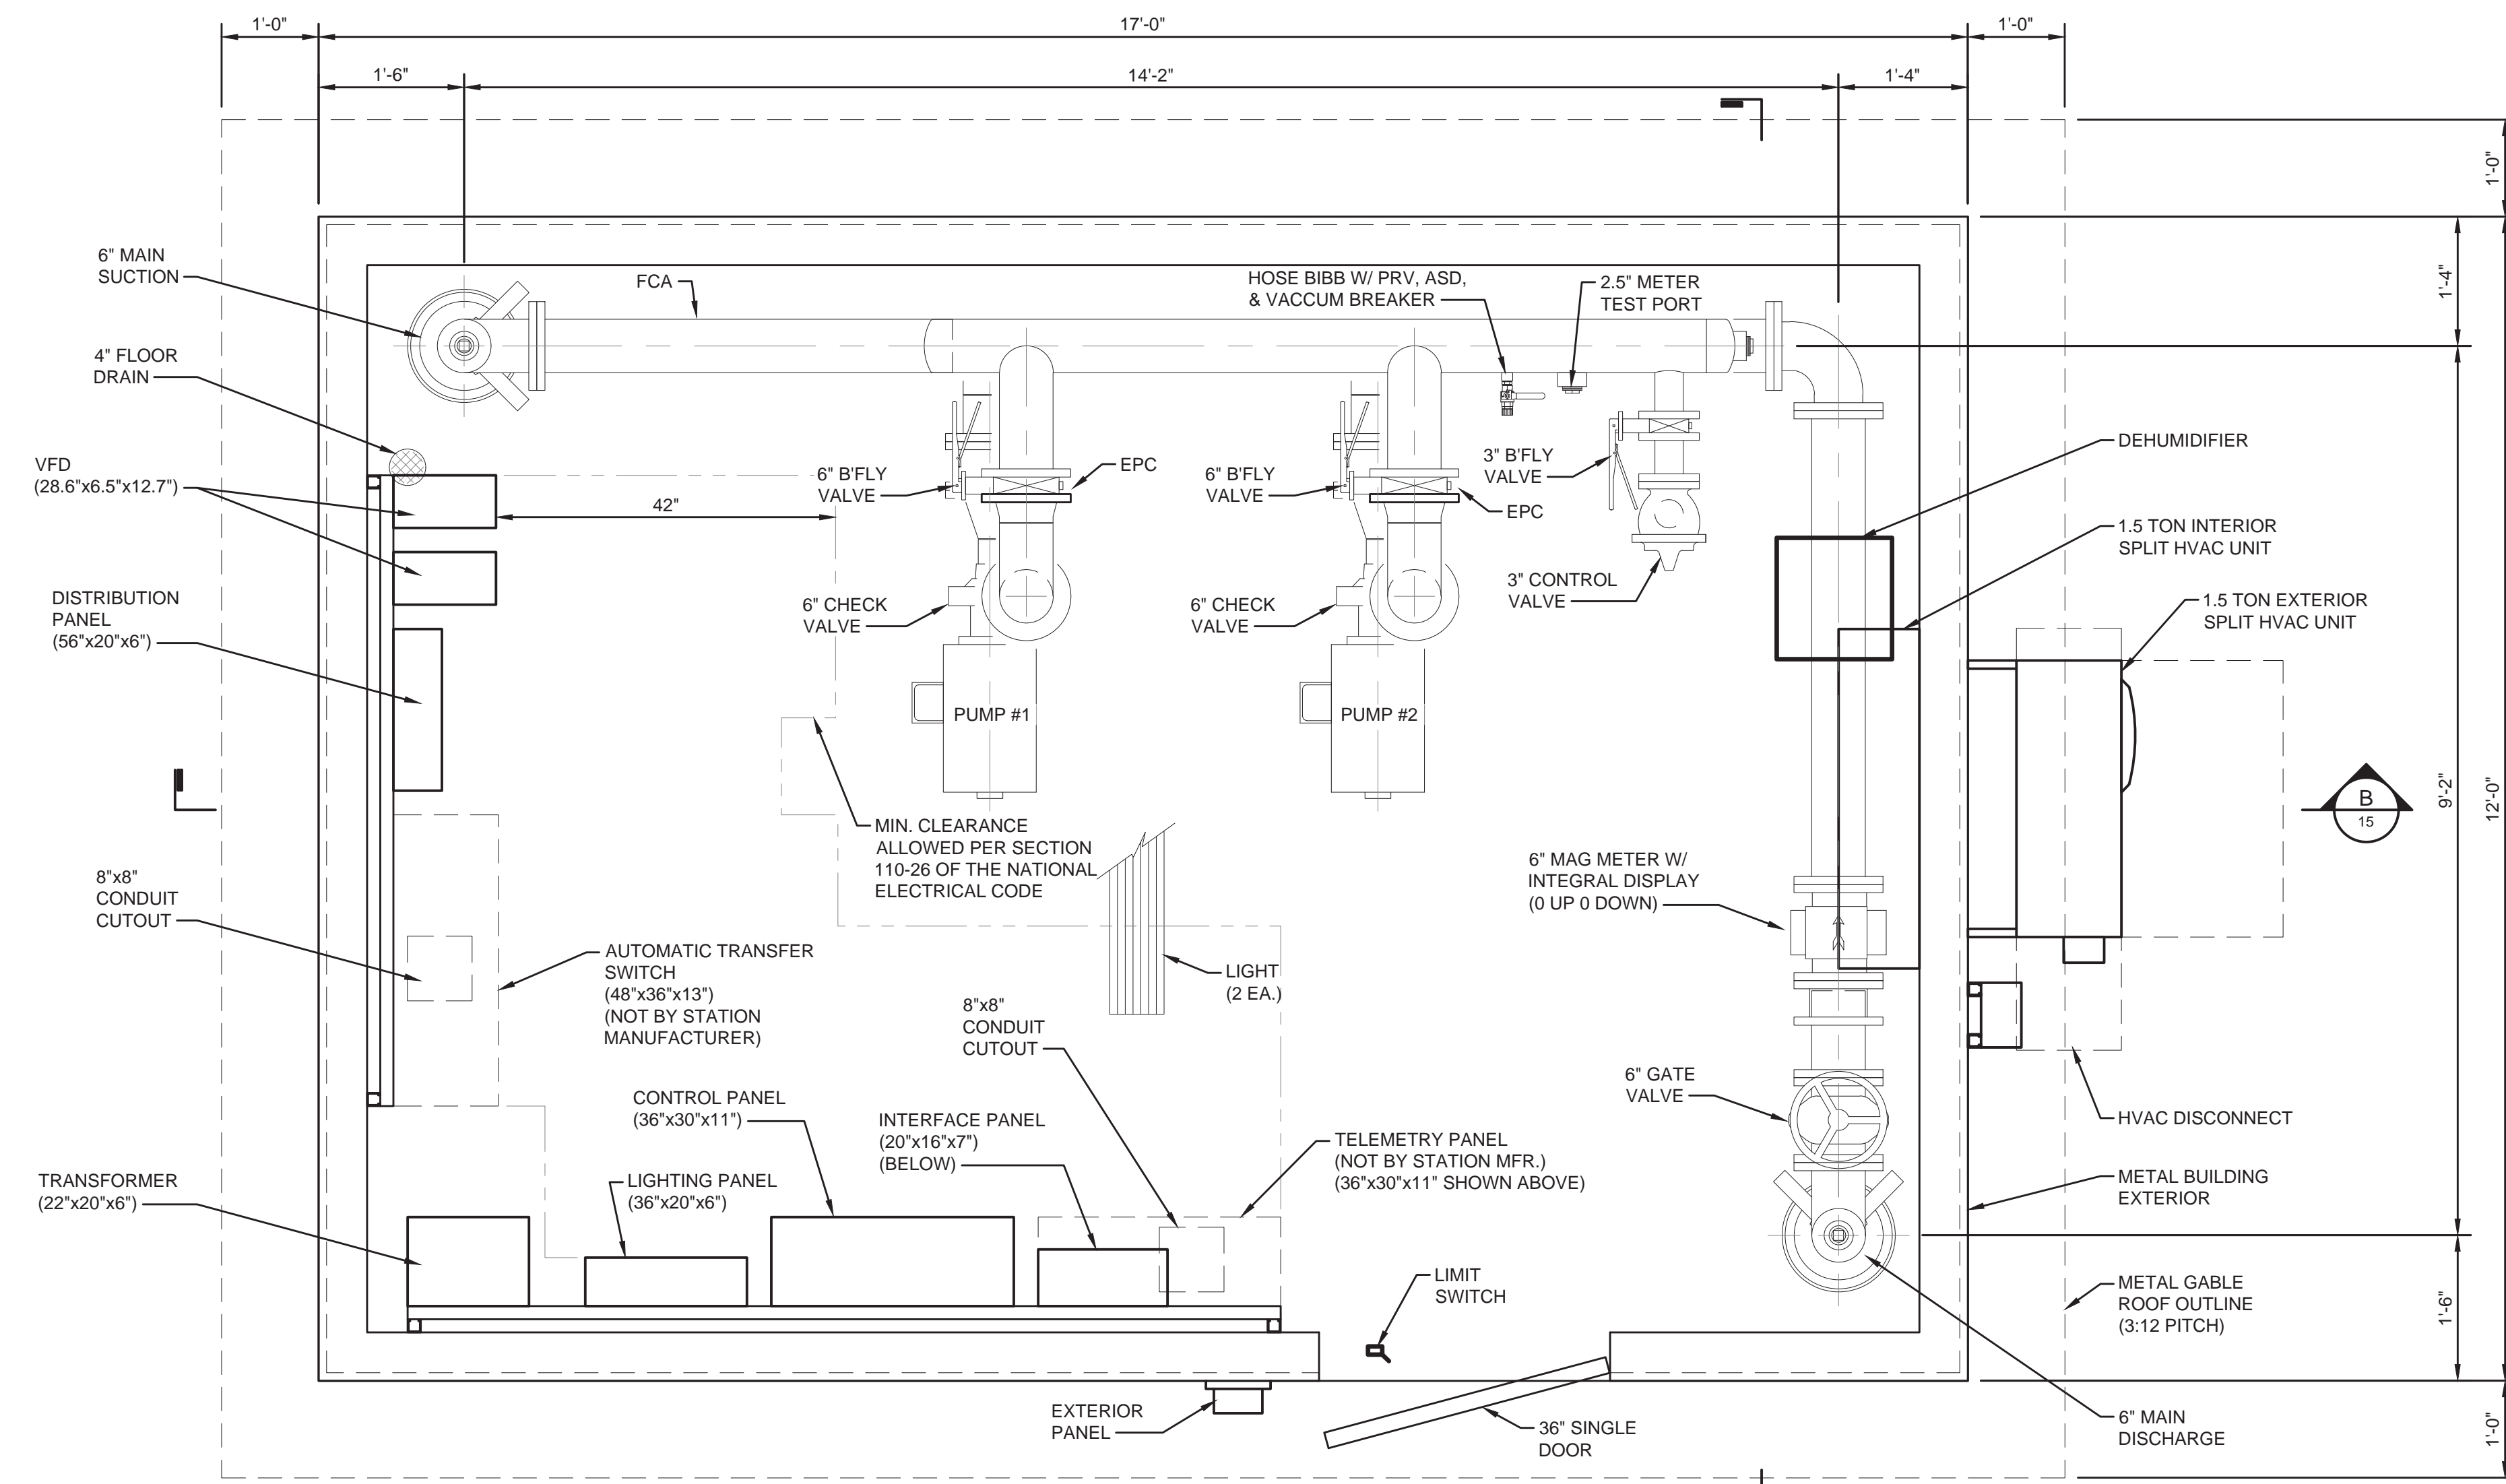 1'-0"
17'-0"
1'-0"
1'-6"
14'-2"
1'-4"
1'-0"
6" MAIN
SUCTION
FCA
HOSE BIBB W/ PRV, ASD,
& VACCUM BREAKER
2.5" METER
TEST PORT
1'-4"
4" FLOOR
DRAIN
VFD
(28.6"x6.5"x12.7")
42"
6" B'FLY
VALVE
EPC
6" B'FLY
VALVE
EPC
3" B'FLY
VALVE
DEHUMIDIFIER
1.5 TON INTERIOR
SPLIT HVAC UNIT
DISTRIBUTION
PANEL
(56"x20"x6")
6" CHECK
VALVE
6" CHECK
VALVE
3" CONTROL
VALVE
1.5 TON EXTERIOR
SPLIT HVAC UNIT
PUMP #1
PUMP #2
B
15
9'-2"
12'-0"
MIN. CLEARANCE
ALLOWED PER SECTION
110-26 OF THE NATIONAL
ELECTRICAL CODE
6" MAG METER W/
INTEGRAL DISPLAY
(0 UP 0 DOWN)
8"x8"
CONDUIT
CUTOUT
AUTOMATIC TRANSFER
SWITCH
(48"x36"x13")
(NOT BY STATION
MANUFACTURER)
LIGHT
(2 EA.)
8"x8"
CONDUIT
CUTOUT
6" GATE
VALVE
CONTROL PANEL
(36"x30"x11")
INTERFACE PANEL
(20"x16"x7")
(BELOW)
TELEMETRY PANEL
(NOT BY STATION MFR.)
(36"x30"x11" SHOWN ABOVE)
HVAC DISCONNECT
TRANSFORMER
(22"x20"x6")
LIGHTING PANEL
(36"x20"x6")
METAL BUILDING
EXTERIOR
LIMIT
SWITCH
METAL GABLE
ROOF OUTLINE
(3:12 PITCH)
1'-6"
EXTERIOR
PANEL
36" SINGLE
DOOR
6" MAIN
DISCHARGE
1'-0"